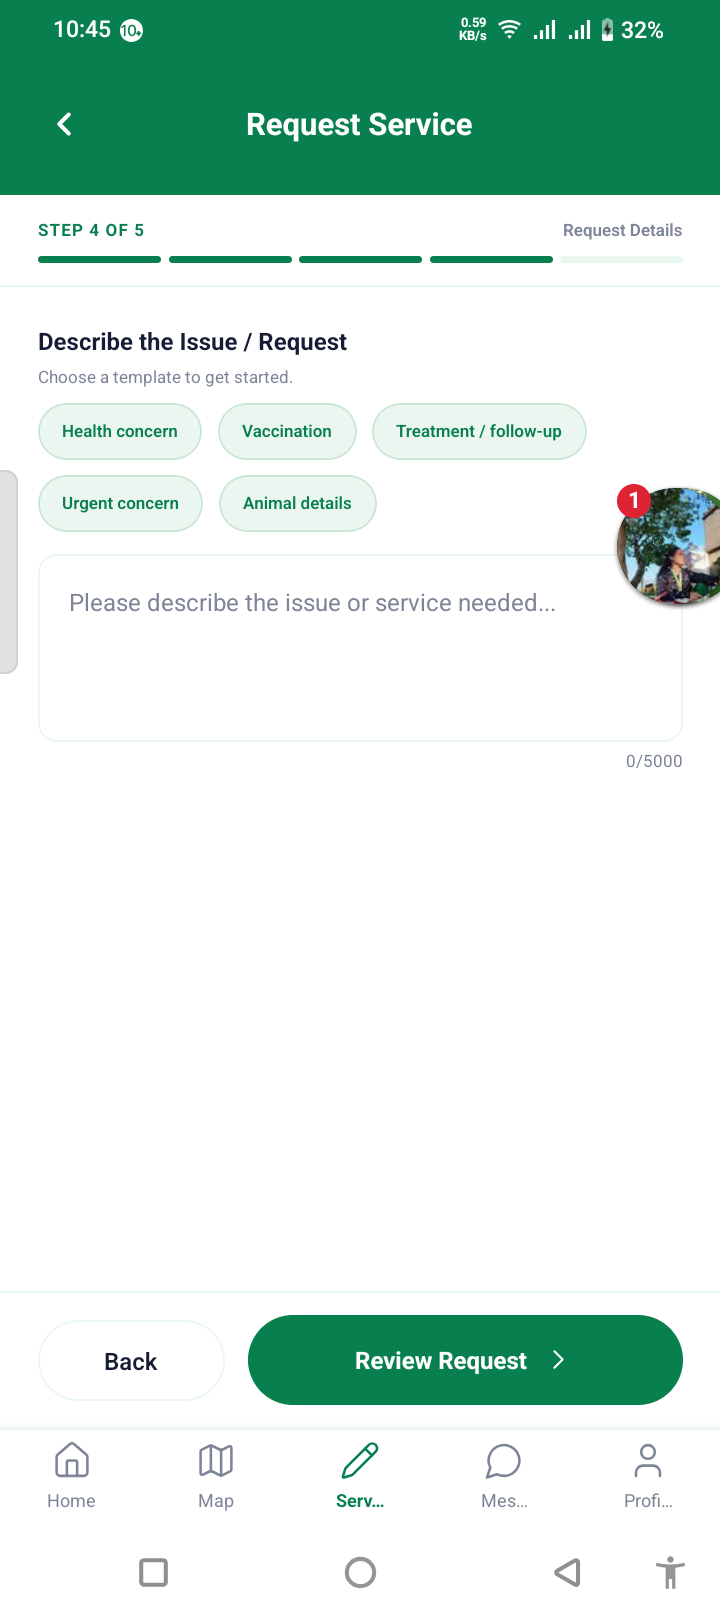 10:45 10
0.59 KB/s 32%
Request Service
STEP 4 OF 5 Request Details
Describe the Issue / Request
Choose a template to get started.
Health concern Vaccination Treatment / follow-up
Urgent concern Animal details
1
Please describe the issue or service needed...
0/5000
Back Review Request
Home Map Serv... Mes... Profi...